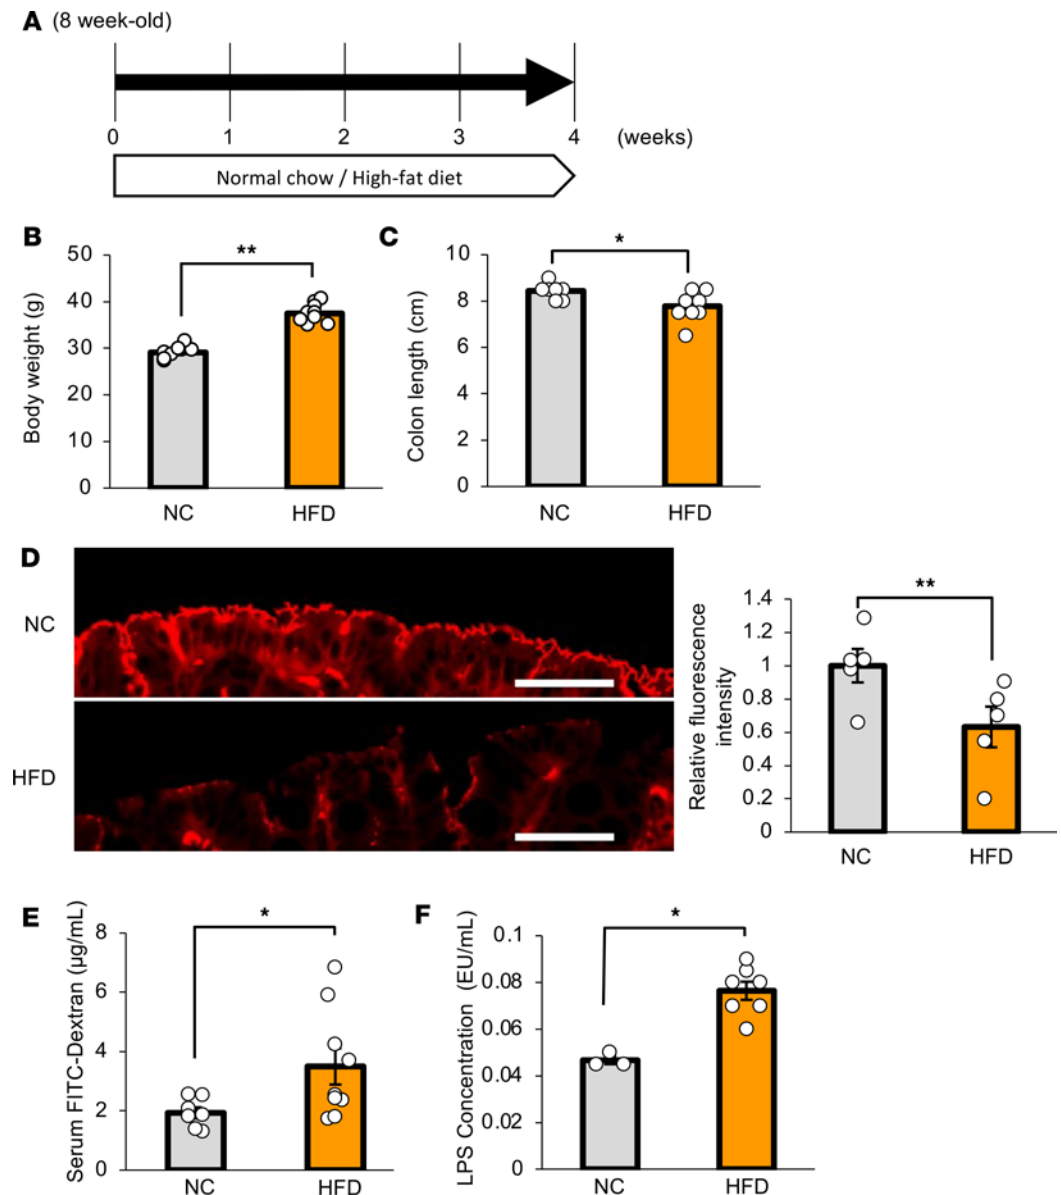 A (8 week-old)
0 1 2 3 4 (weeks)
Normal chow / High-fat diet
B
Body weight (g)
50
40
30
20
10
0
**
NC HFD
C
Colon length (cm)
10
8
6
4
2
0
*
NC HFD
D
NC
HFD
Relative fluorescence
intensity
1.4
1.2
1
0.8
0.6
0.4
0.2
0
**
NC HFD
E
Serum FITC-Dextran (µg/mL)
8
6
4
2
0
*
NC HFD
F
LPS Concentration (EU/mL)
0.1
0.08
0.06
0.04
0.02
0
*
NC HFD